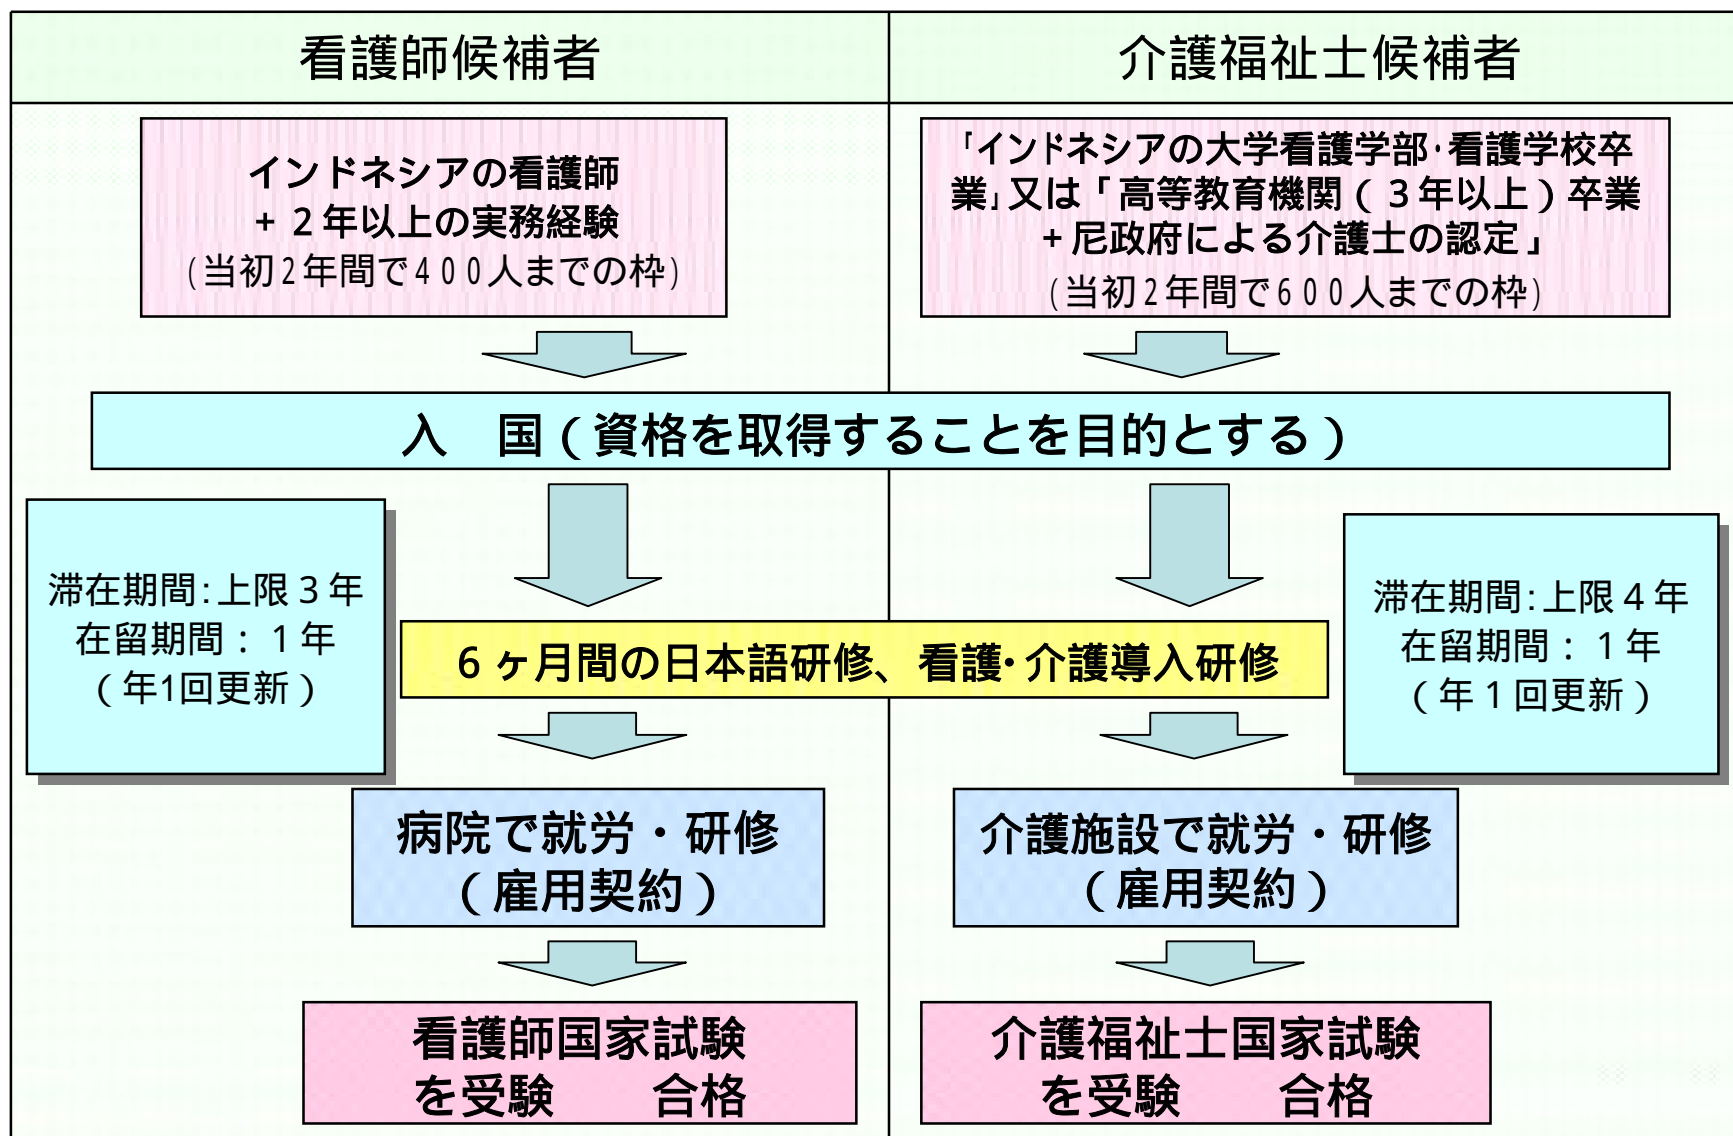 看護師候補者
介護福祉士候補者
インドネシアの看護師
+2年以上の実務経験
(当初2年間で400人までの枠)
「インドネシアの大学看護学部・看護学校卒
業」又は「高等教育機関(3年以上)卒業
+尼政府による介護士の認定」
(当初2年間で600人までの枠)
入 国(資格を取得することを目的とする)
滞在期間:上限3年
在留期間:1年
(年1回更新)
滞在期間:上限4年
在留期間:1年
(年1回更新)
6ヶ月間の日本語研修、看護・介護導入研修
病院で就労・研修
(雇用契約)
介護施設で就労・研修
(雇用契約)
看護師国家試験
を受験  合格
介護福祉士国家試験
を受験  合格